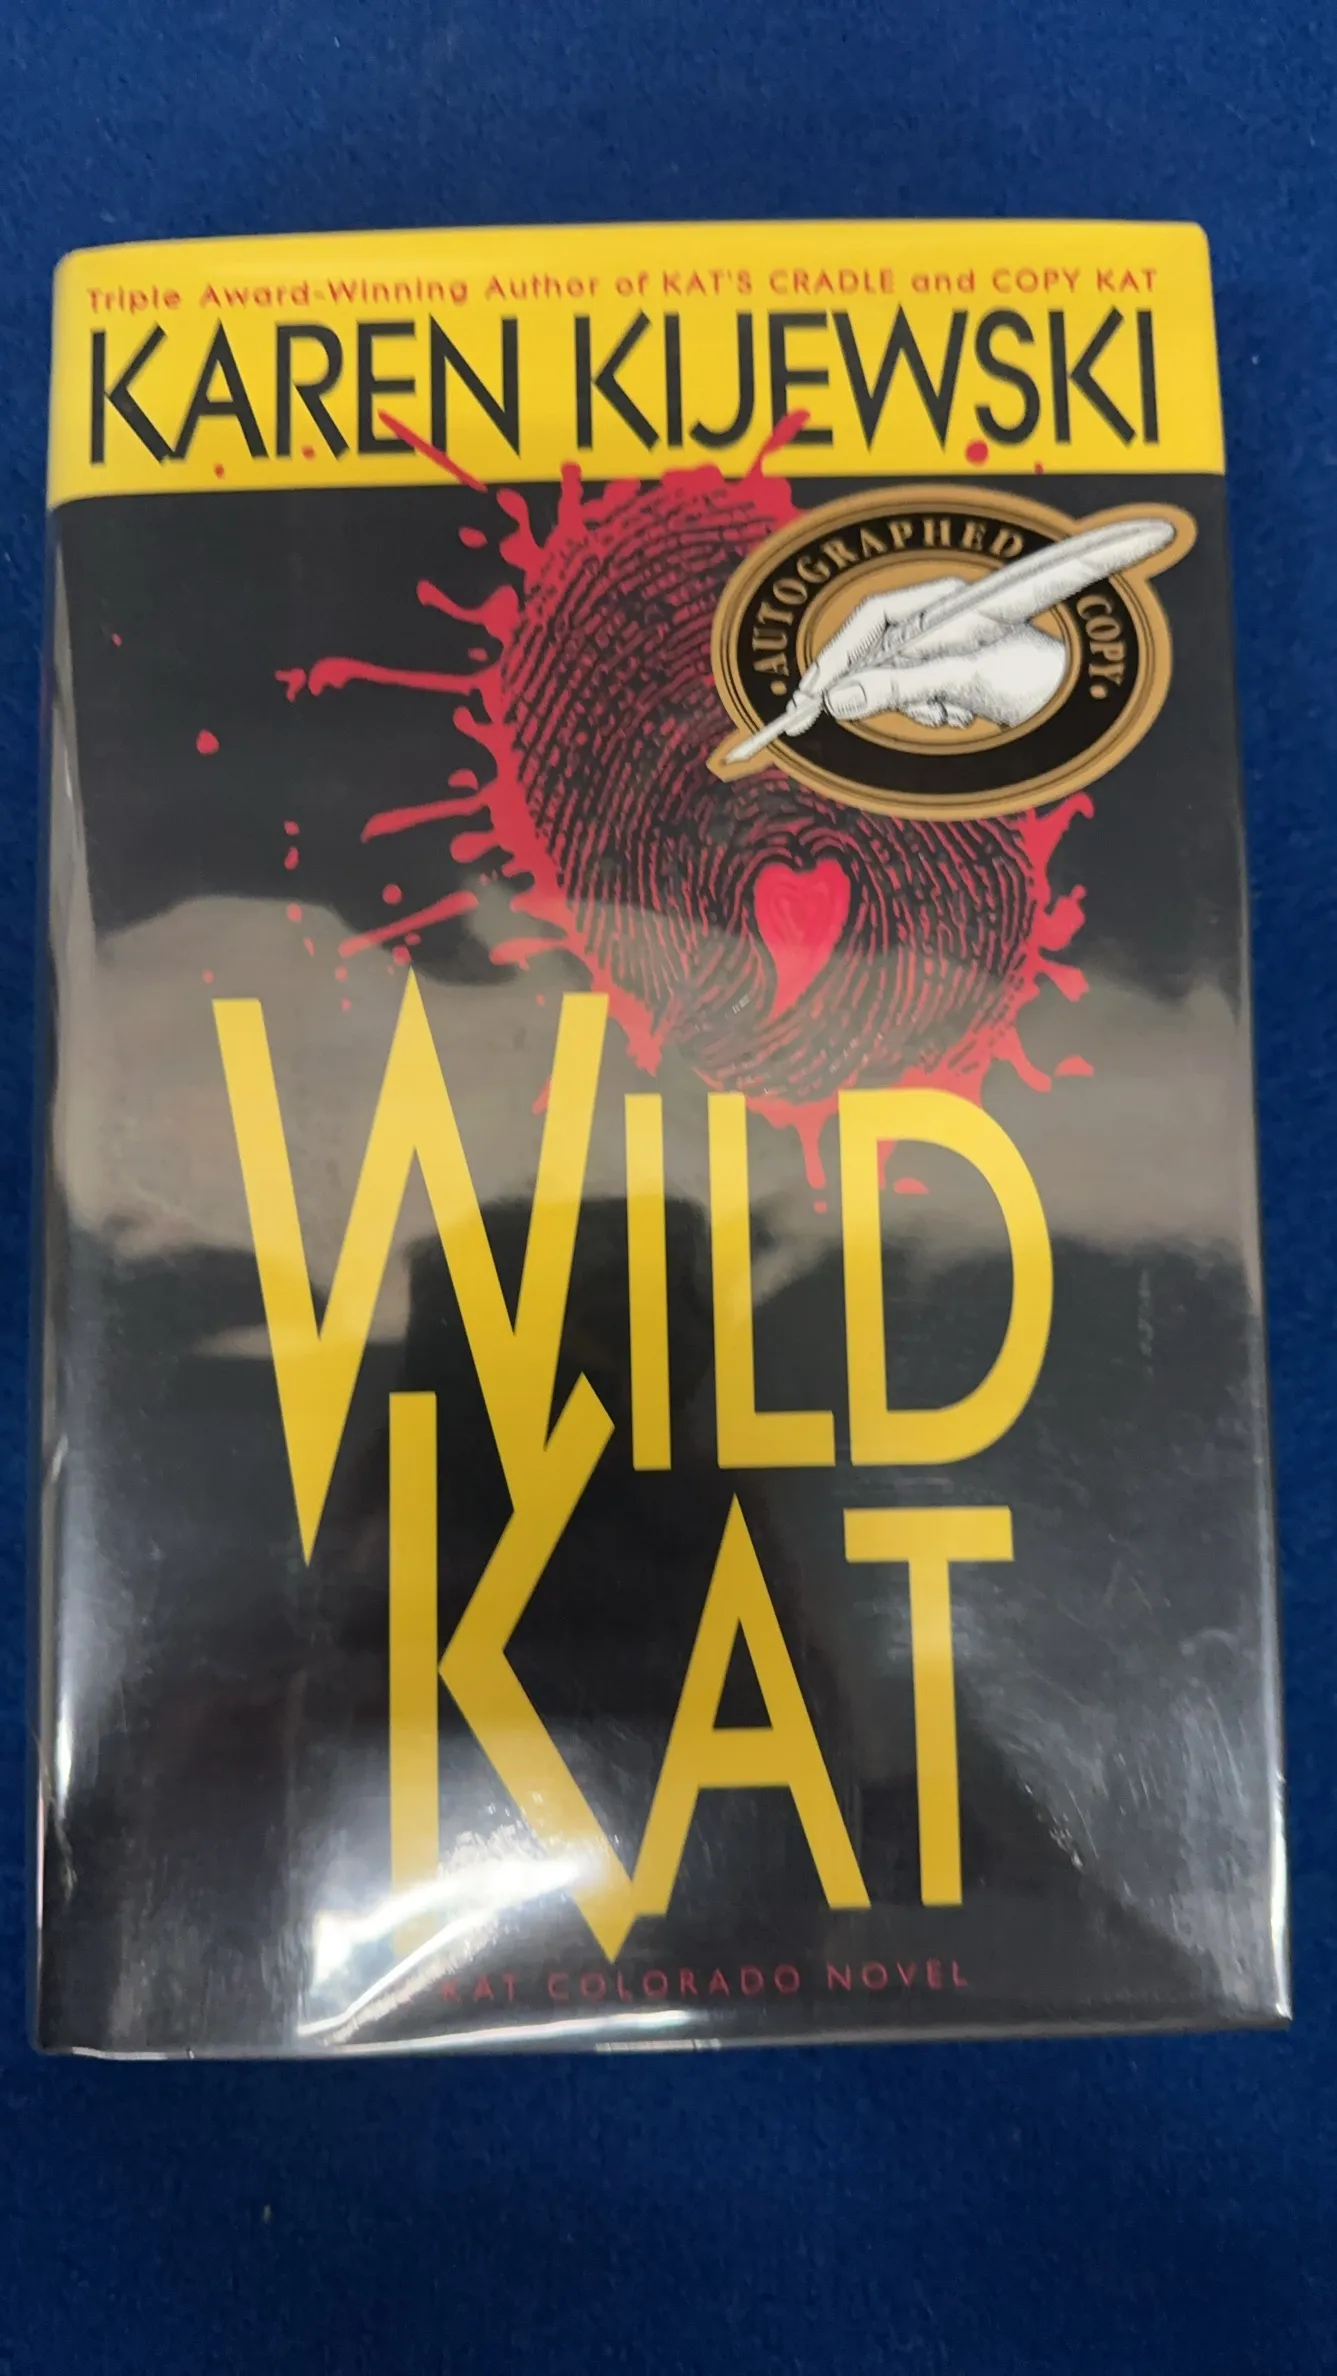 Triple Award-Winning Author of KAT'S CRADLE and COPY KAT
KAREN KIJEWSKI
• AUTOGRAPHED COPY •
WILD
KAT
KAT COLORADO NOVEL